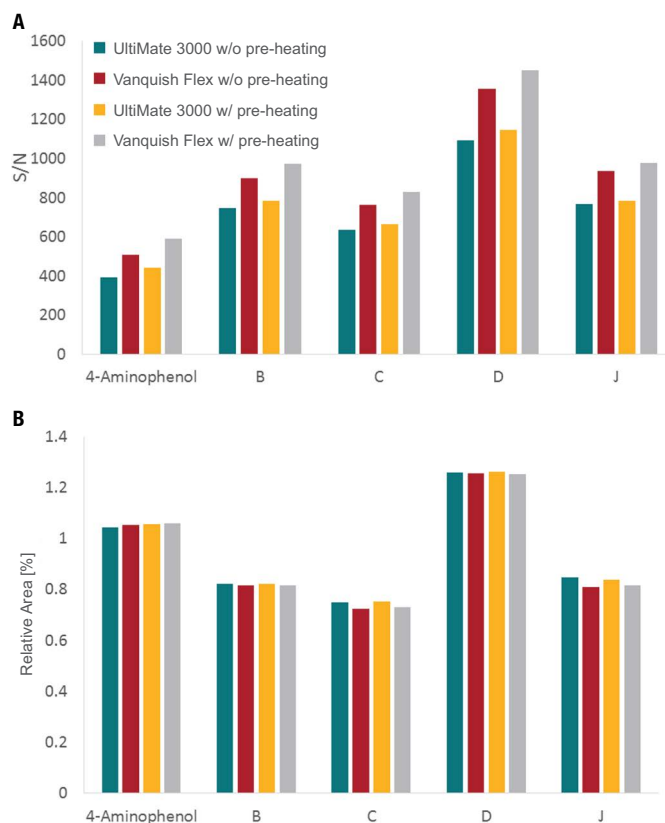 A
1600
1400
1200
1000
800
600
400
200
0
S/N
UltiMate 3000 w/o pre-heating
Vanquish Flex w/o pre-heating
UltiMate 3000 w/ pre-heating
Vanquish Flex w/ pre-heating
4-Aminophenol B C D J
B
1.4
1.2
1
0.8
0.6
0.4
0.2
0
Relative Area [%]
4-Aminophenol B C D J